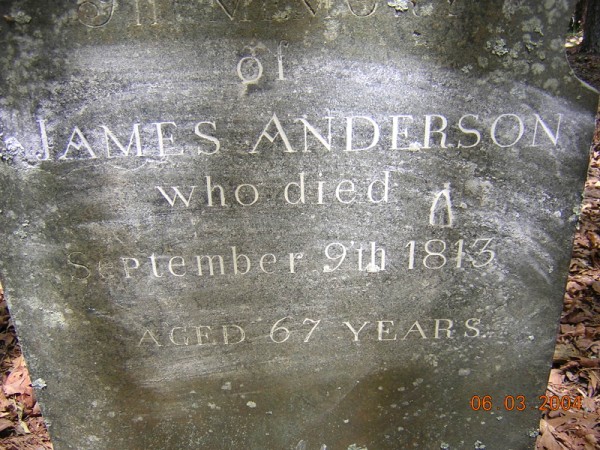 of
JAMES ANDERSON
who died
September 9th 1813
AGED 67 YEARS
06 03 2004